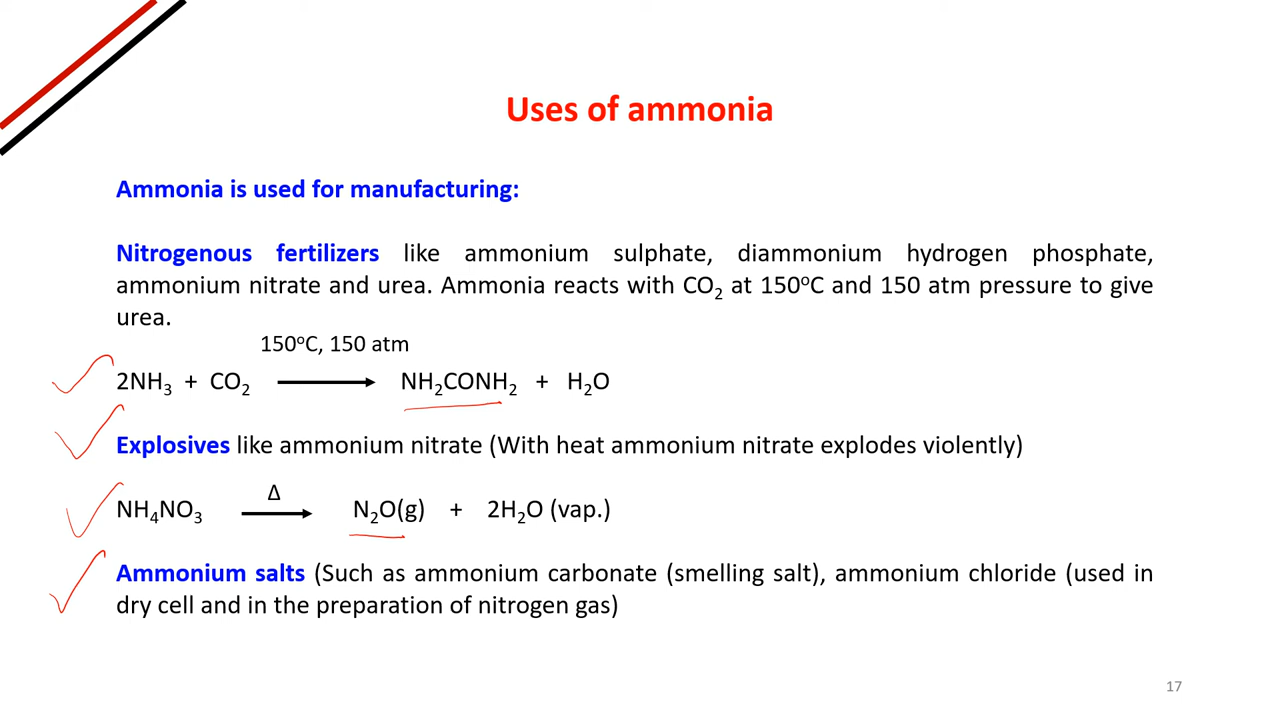 Uses of ammonia
Ammonia is used for manufacturing:
Nitrogenous fertilizers like ammonium sulphate, diammonium hydrogen phosphate,
ammonium nitrate and urea. Ammonia reacts with CO₂ at 150ᵒC and 150 atm pressure to give
urea.
150ᵒC, 150 atm
2NH₃ + CO₂ ⟶ NH₂CONH₂ + H₂O
Explosives like ammonium nitrate (With heat ammonium nitrate explodes violently)
Δ
NH₄NO₃ ⟶ N₂O(g) + 2H₂O (vap.)
Ammonium salts (Such as ammonium carbonate (smelling salt), ammonium chloride (used in
dry cell and in the preparation of nitrogen gas)
17